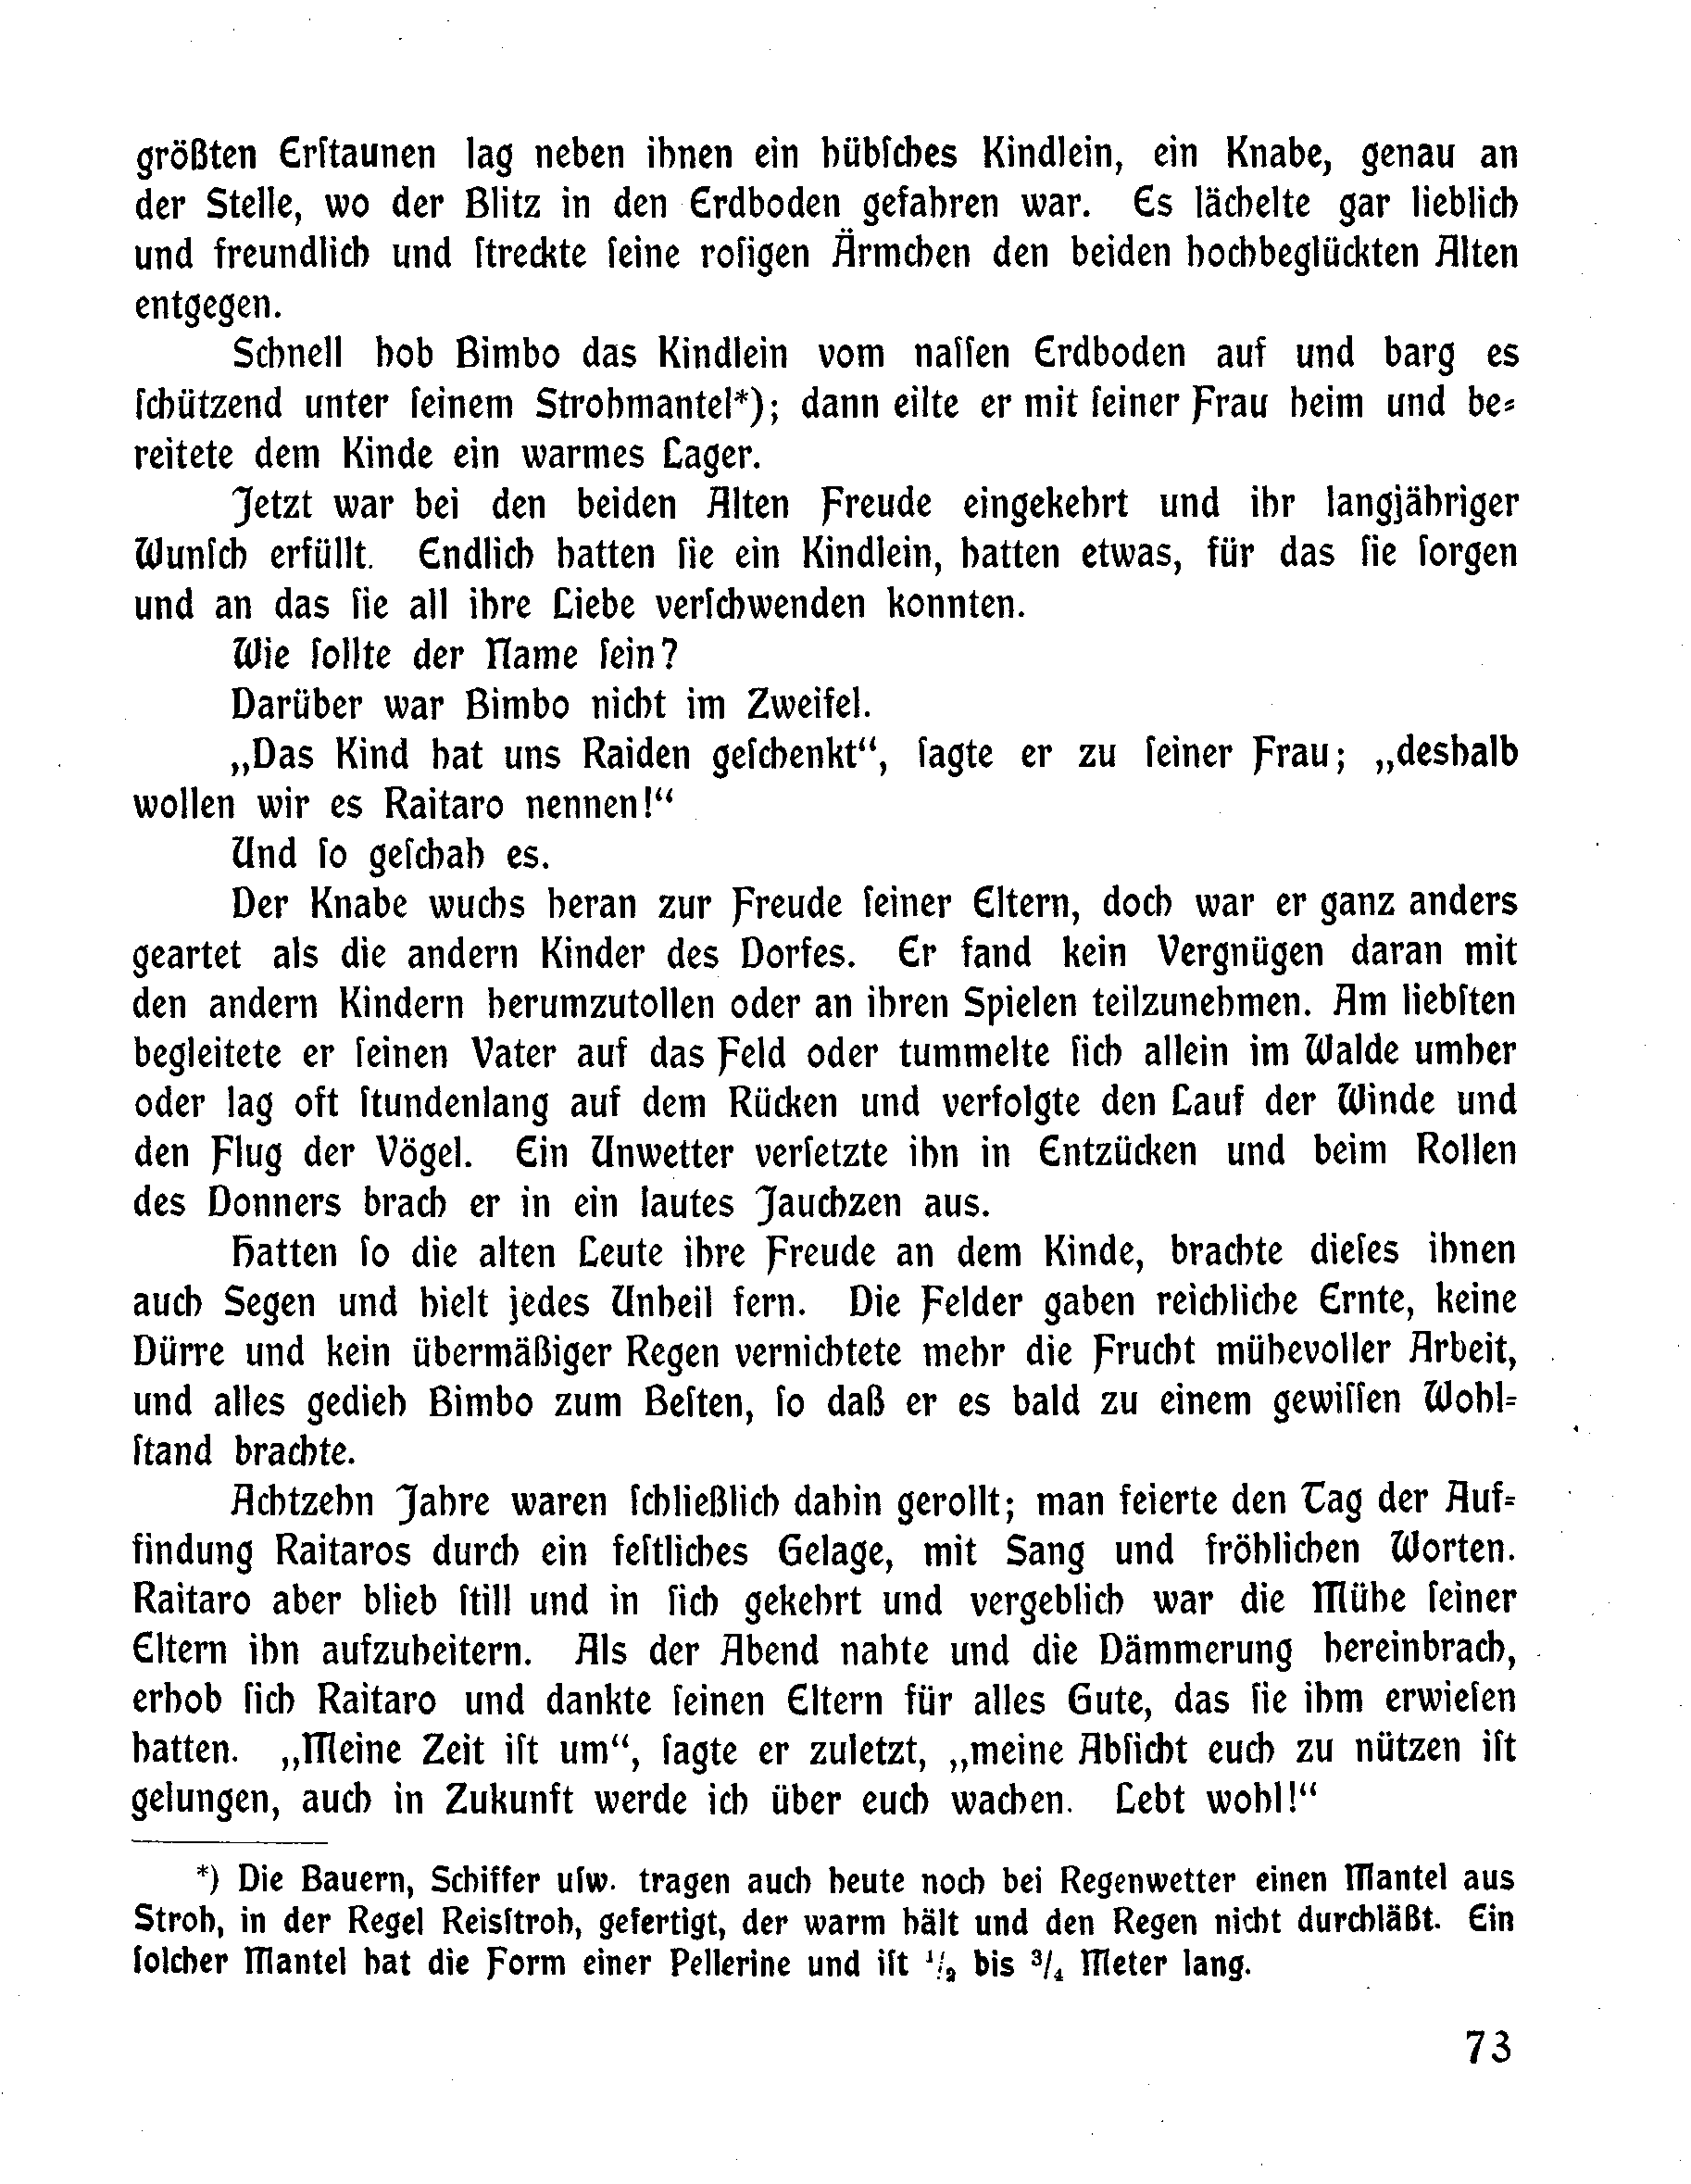 größten Erſtaunen lag neben ihnen ein hübſches Kindlein, ein Knabe, genau an
der Stelle, wo der Blitz in den Erdboden gefahren war. Es lächelte gar lieblich
und freundlich und ſtreckte ſeine roſigen Ärmchen den beiden hochbeglückten Alten
entgegen.
Schnell hob Bimbo das Kindlein vom naſſen Erdboden auf und barg es
ſchützend unter ſeinem Strohmantel*); dann eilte er mit ſeiner Frau heim und be-
reitete dem Kinde ein warmes Lager.
Jetzt war bei den beiden Alten Freude eingekehrt und ihr langjähriger
Wunſch erfüllt. Endlich hatten ſie ein Kindlein, hatten etwas, für das ſie ſorgen
und an das ſie all ihre Liebe verſchwenden konnten.
Wie ſollte der Name ſein?
Darüber war Bimbo nicht im Zweifel.
„Das Kind hat uns Raiden geſchenkt“, ſagte er zu ſeiner Frau; „deshalb
wollen wir es Raitaro nennen!“
Und ſo geſchah es.
Der Knabe wuchs heran zur Freude ſeiner Eltern, doch war er ganz anders
geartet als die andern Kinder des Dorfes. Er fand kein Vergnügen daran mit
den andern Kindern herumzutollen oder an ihren Spielen teilzunehmen. Am liebſten
begleitete er ſeinen Vater auf das Feld oder tummelte ſich allein im Walde umher
oder lag oft ſtundenlang auf dem Rücken und verfolgte den Lauf der Winde und
den Flug der Vögel. Ein Unwetter verſetzte ihn in Entzücken und beim Rollen
des Donners brach er in ein lautes Jauchzen aus.
Hatten ſo die alten Leute ihre Freude an dem Kinde, brachte dieſes ihnen
auch Segen und hielt jedes Unheil fern. Die Felder gaben reichliche Ernte, keine
Dürre und kein übermäßiger Regen vernichtete mehr die Frucht mühevoller Arbeit,
und alles gedieh Bimbo zum Beſten, ſo daß er es bald zu einem gewiſſen Wohl-
ſtand brachte.
Achtzehn Jahre waren ſchließlich dahin gerollt; man feierte den Tag der Auf-
findung Raitaros durch ein feſtliches Gelage, mit Sang und fröhlichen Worten.
Raitaro aber blieb ſtill und in ſich gekehrt und vergeblich war die Mühe ſeiner
Eltern ihn aufzuheitern. Als der Abend nahte und die Dämmerung hereinbrach,
erhob ſich Raitaro und dankte ſeinen Eltern für alles Gute, das ſie ihm erwieſen
hatten. „Meine Zeit iſt um“, ſagte er zuletzt, „meine Abſicht euch zu nützen iſt
gelungen, auch in Zukunft werde ich über euch wachen. Lebt wohl!“
*) Die Bauern, Schiffer uſw. tragen auch heute noch bei Regenwetter einen Mantel aus
Stroh, in der Regel Reisſtroh, gefertigt, der warm hält und den Regen nicht durchläßt. Ein
ſolcher Mantel hat die Form einer Pellerine und iſt ¹/₂ bis ³/₄ Meter lang.
73